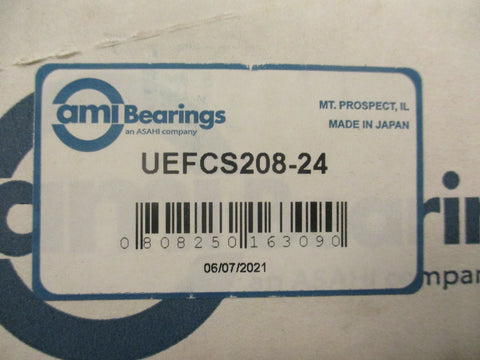 ami Bearings
an ASAHI company
MT. PROSPECT, IL
MADE IN JAPAN
UEFCS208-24
0 808250 163090
06/07/2021